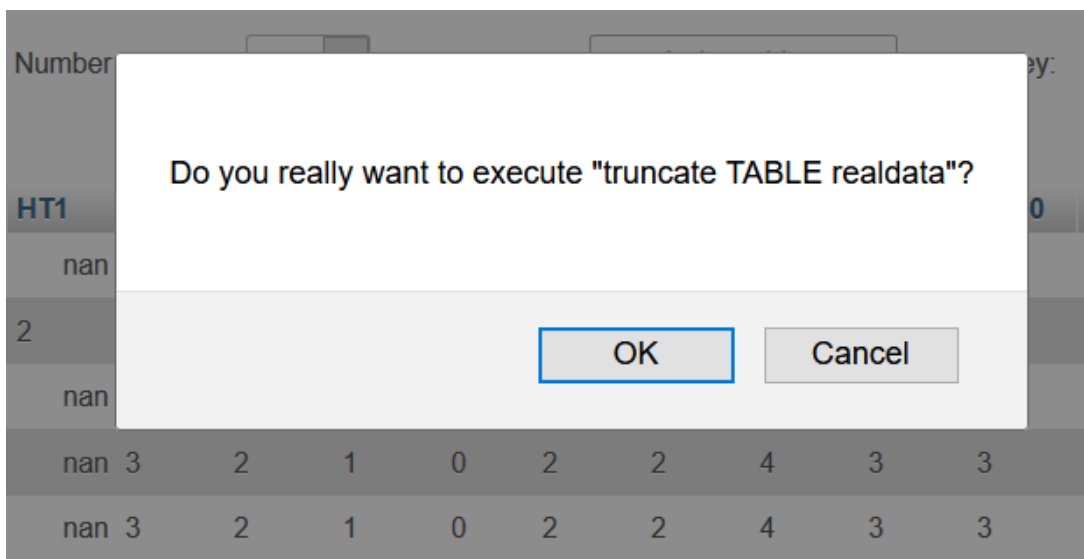 Number
ey:
Do you really want to execute "truncate TABLE realdata"?
HT1 0
nan
2
OK Cancel
nan
nan 3 2 1 0 2 2 4 3 3
nan 3 2 1 0 2 2 4 3 3